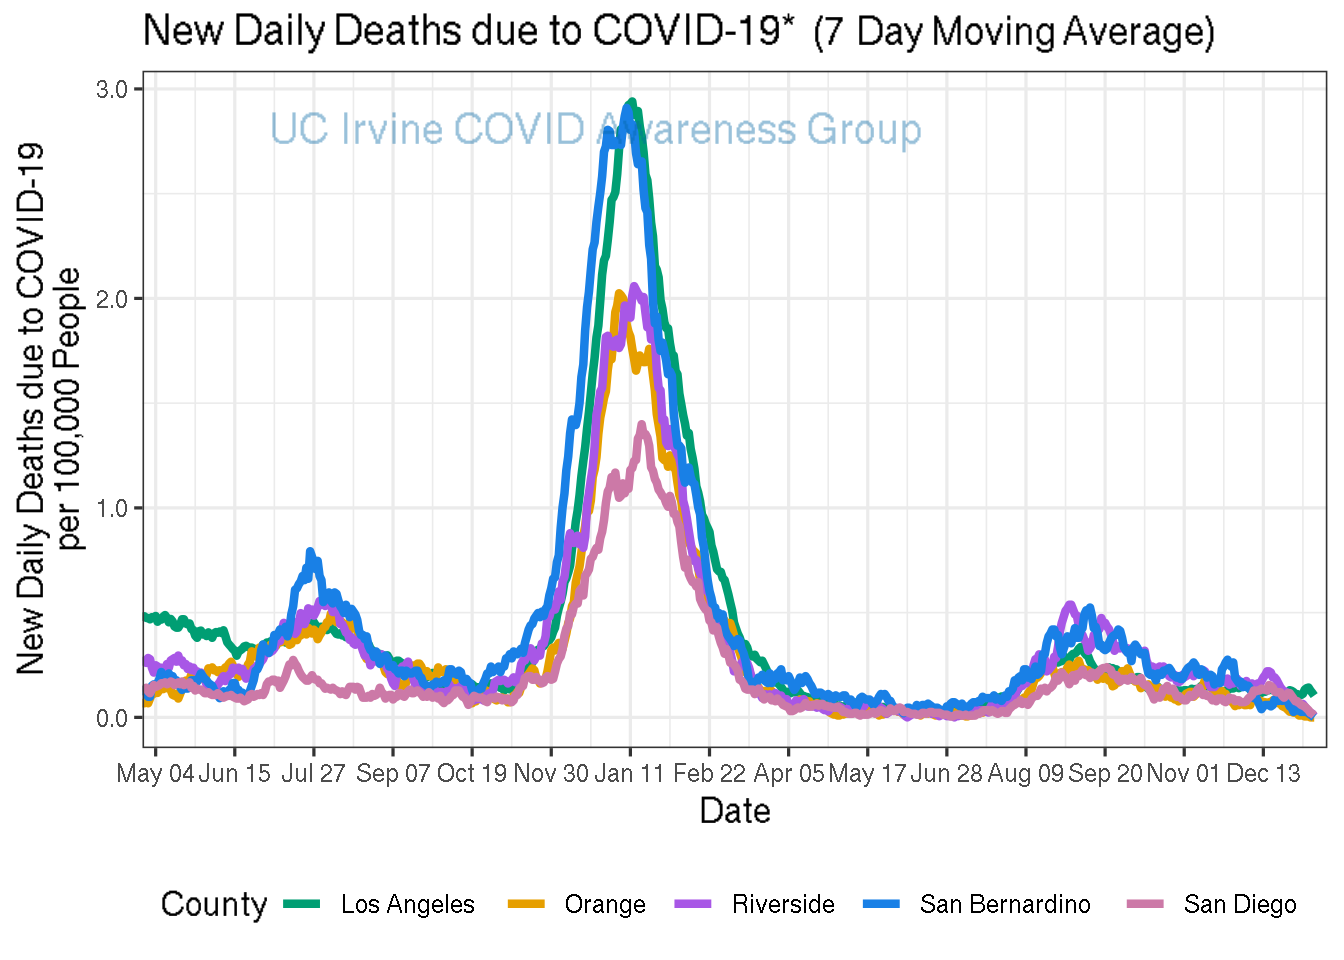 New Daily Deaths due to COVID-19* (7 Day Moving Average)
UC Irvine COVID Awareness Group
New Daily Deaths due to COVID-19
per 100,000 People
3.0
2.0
1.0
0.0
May 04 Jun 15 Jul 27 Sep 07 Oct 19 Nov 30 Jan 11 Feb 22 Apr 05 May 17 Jun 28 Aug 09 Sep 20 Nov 01 Dec 13
Date
County Los Angeles Orange Riverside San Bernardino San Diego